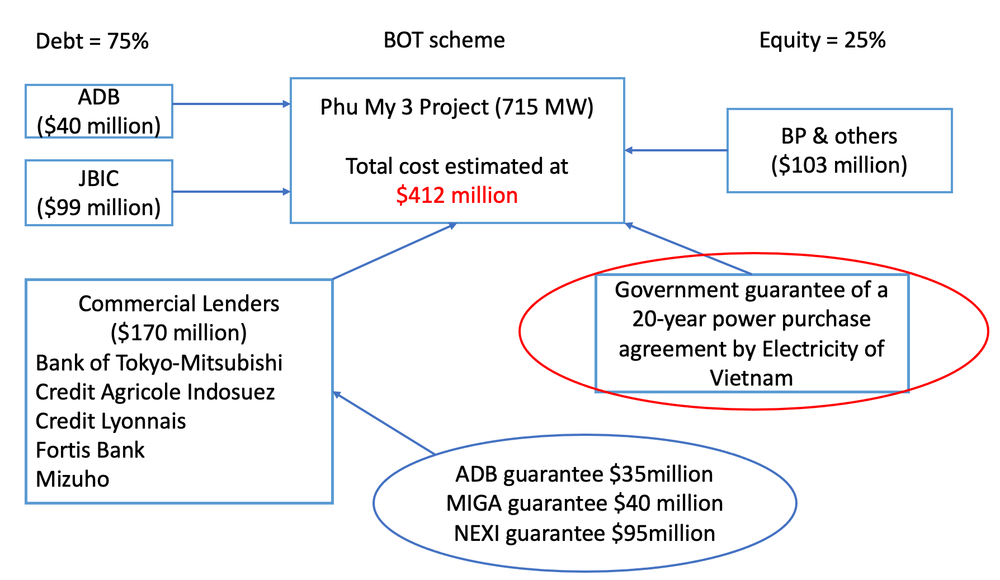 Debt = 75%
BOT scheme
Equity = 25%
ADB
($40 million)
JBIC
($99 million)
Phu My 3 Project (715 MW)
Total cost estimated at
$412 million
BP & others
($103 million)
Commercial Lenders
($170 million)
Bank of Tokyo-Mitsubishi
Credit Agricole Indosuez
Credit Lyonnais
Fortis Bank
Mizuho
Government guarantee of a
20-year power purchase
agreement by Electricity of
Vietnam
ADB guarantee $35million
MIGA guarantee $40 million
NEXI guarantee $95million